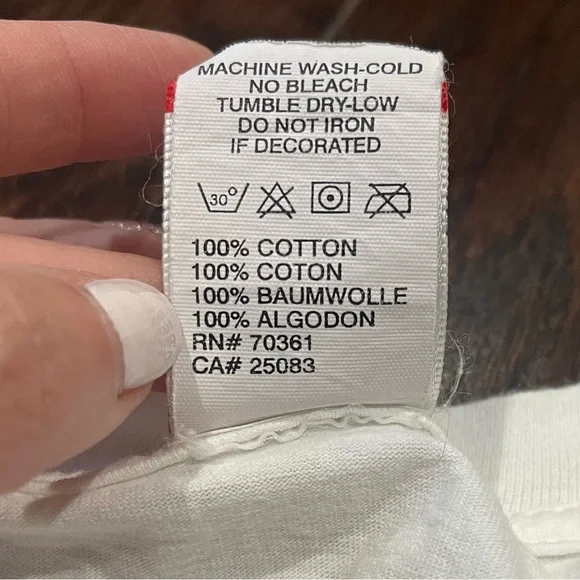 MACHINE WASH-COLD
NO BLEACH
TUMBLE DRY-LOW
DO NOT IRON
IF DECORATED
30°
100% COTTON
100% COTON
100% BAUMWOLLE
100% ALGODON
RN# 70361
CA# 25083